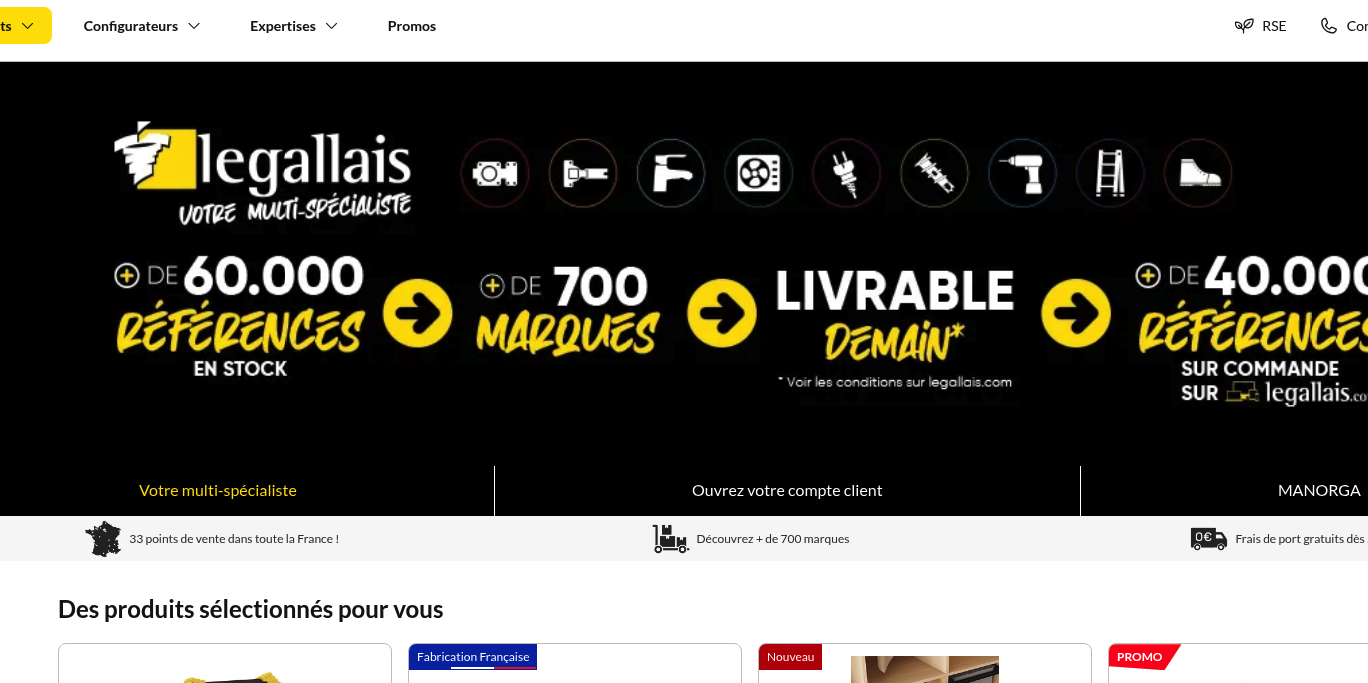 ts
Configurateurs
Expertises
Promos
RSE
Cor
legallais
VOTRE MULTI-SPÉCIALISTE
+ DE 60.000
RÉFÉRENCES
EN STOCK
+ DE 700
MARQUES
LIVRABLE
DEMAIN*
* Voir les conditions sur legallais.com
+ DE 40.000
RÉFÉRENCES
SUR COMMANDE
SUR legallais.co
Votre multi-spécialiste
Ouvrez votre compte client
MANORGA
33 points de vente dans toute la France !
Découvrez + de 700 marques
0€
Frais de port gratuits dès
Des produits sélectionnés pour vous
Fabrication Française
Nouveau
PROMO